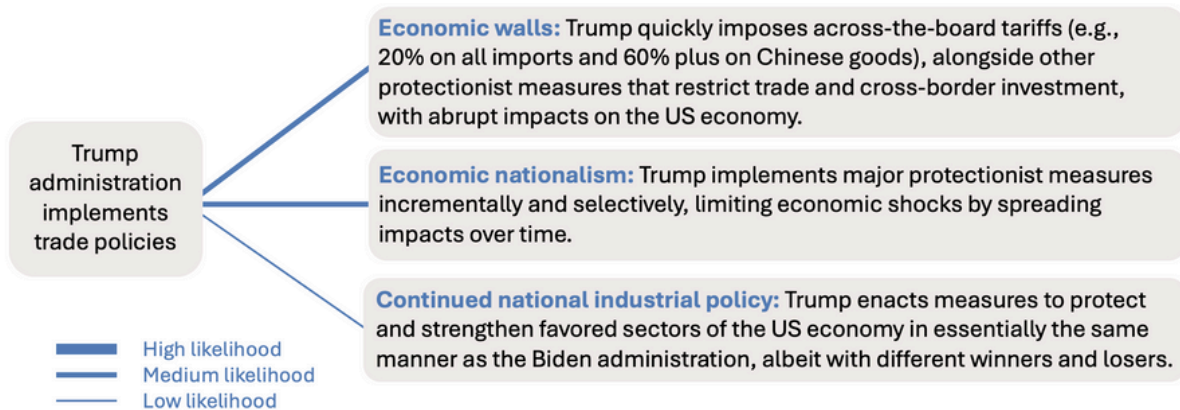 Economic walls: Trump quickly imposes across-the-board tariffs (e.g.,
20% on all imports and 60% plus on Chinese goods), alongside other
protectionist measures that restrict trade and cross-border investment,
with abrupt impacts on the US economy.
Trump
administration
implements
trade policies
Economic nationalism: Trump implements major protectionist measures
incrementally and selectively, limiting economic shocks by spreading
impacts over time.
Continued national industrial policy: Trump enacts measures to protect
and strengthen favored sectors of the US economy in essentially the same
manner as the Biden administration, albeit with different winners and losers.
High likelihood
Medium likelihood
Low likelihood